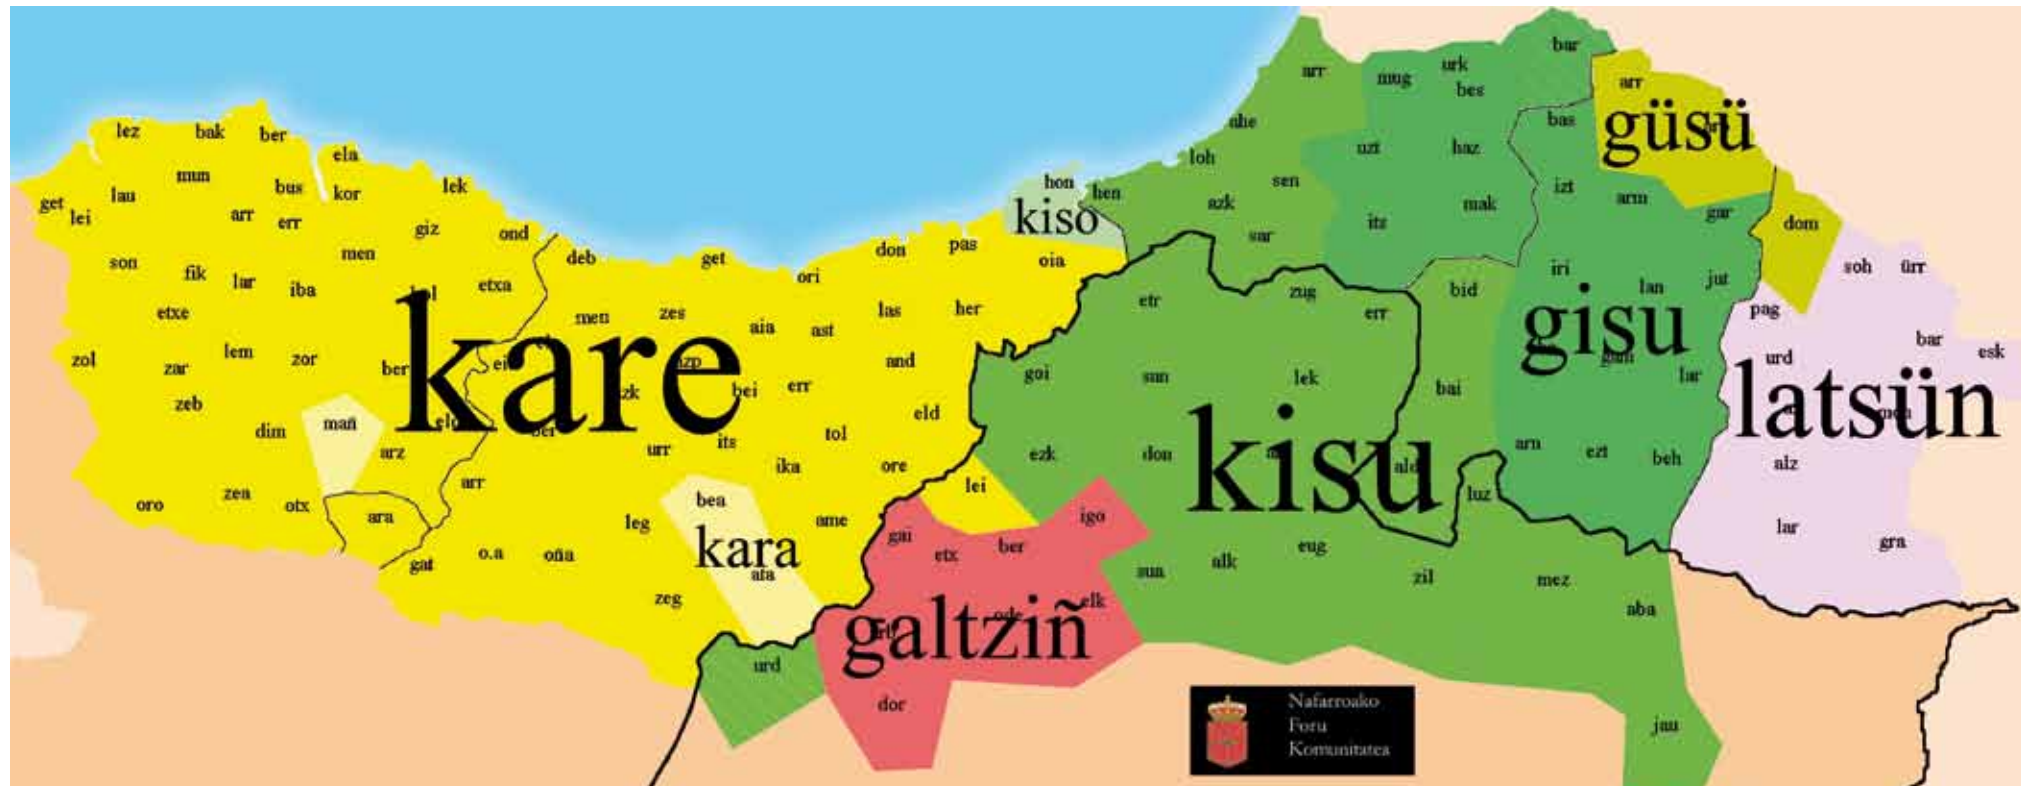 bar
urk
arr
mug
arr
bes
güsü
lez
bak
ber
nhe
bas
uzt
haz
ela
loh
mun
bus
kor
lek
hon
hen
sen
izt
lau
get
lei
arr
err
azk
mak
arm
gar
kiso
giz
ond
sar
its
dom
men
deb
get
don
pas
oia
son
fik
lar
iba
etxa
ori
iri
lan
jut
soh
ürr
etr
zug
bid
etxe
las
her
err
pag
men
zes
aia
ast
gisu
bar
esk
zol
zar
lem
zor
ber
kare
and
urd
goi
sun
lek
bei
err
bai
lar
zeb
eld
latsün
mañ
dim
tol
urr
its
kisu
arz
ezk
don
arn
ezt
beh
ika
ore
alz
arr
lei
luz
zea
oro
otx
ara
bea
leg
ame
igo
lar
gai
etx
ber
eug
gra
gat
o.a
oña
kara
sua
alk
zil
mez
ata
zeg
elk
aba
galtziñ
urd
dor
jau
Nafarroako
Foru
Komunitatea